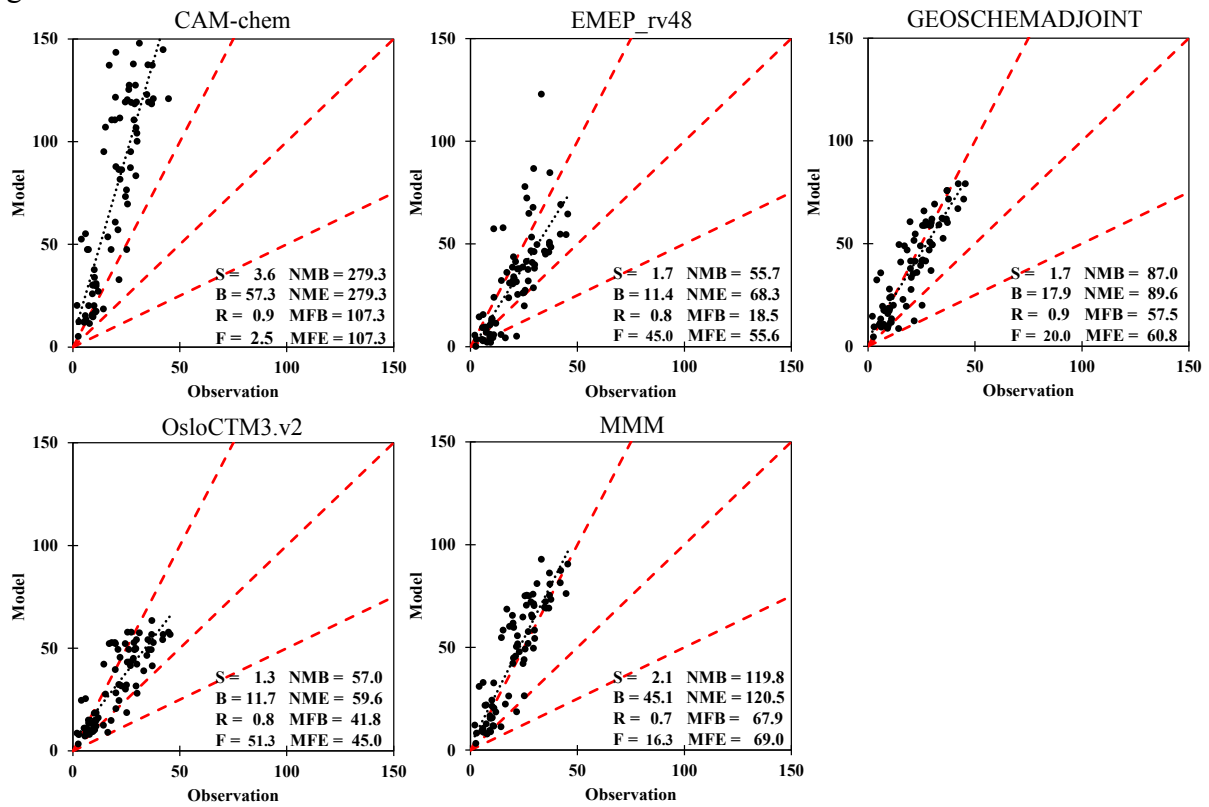 CAM-chem
150
100
50
0
Model
0 50 100 150
Observation
S = 3.6 NMB = 279.3
B = 57.3 NME = 279.3
R = 0.9 MFB = 107.3
F = 2.5 MFE = 107.3
EMEP_rv48
150
100
50
0
Model
0 50 100 150
Observation
S = 1.7 NMB = 55.7
B = 11.4 NME = 68.3
R = 0.8 MFB = 18.5
F = 45.0 MFE = 55.6
GEOSCHEMADJOINT
150
100
50
0
Model
0 50 100 150
Observation
S = 1.7 NMB = 87.0
B = 17.9 NME = 89.6
R = 0.9 MFB = 57.5
F = 20.0 MFE = 60.8
OsloCTM3.v2
150
100
50
0
Model
0 50 100 150
Observation
S = 1.3 NMB = 57.0
B = 11.7 NME = 59.6
R = 0.8 MFB = 41.8
F = 51.3 MFE = 45.0
MMM
150
100
50
0
Model
0 50 100 150
Observation
S = 2.1 NMB = 119.8
B = 45.1 NME = 120.5
R = 0.7 MFB = 67.9
F = 16.3 MFE = 69.0